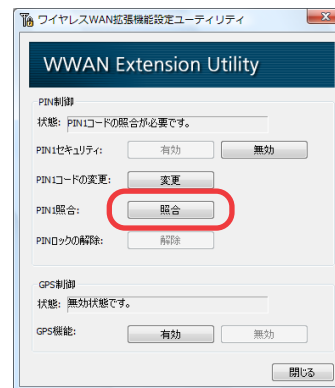 ワイヤレスWAN拡張機能設定ユーティリティ
WWAN Extension Utility
PIN制御
状態: PIN1コードの照合が必要です。
PIN1セキュリティ: 有効 無効
PIN1コードの変更: 変更
PIN1照合: 照合
PINロックの解除: 解除
GPS制御
状態: 無効状態です。
GPS機能: 有効 無効
閉じる